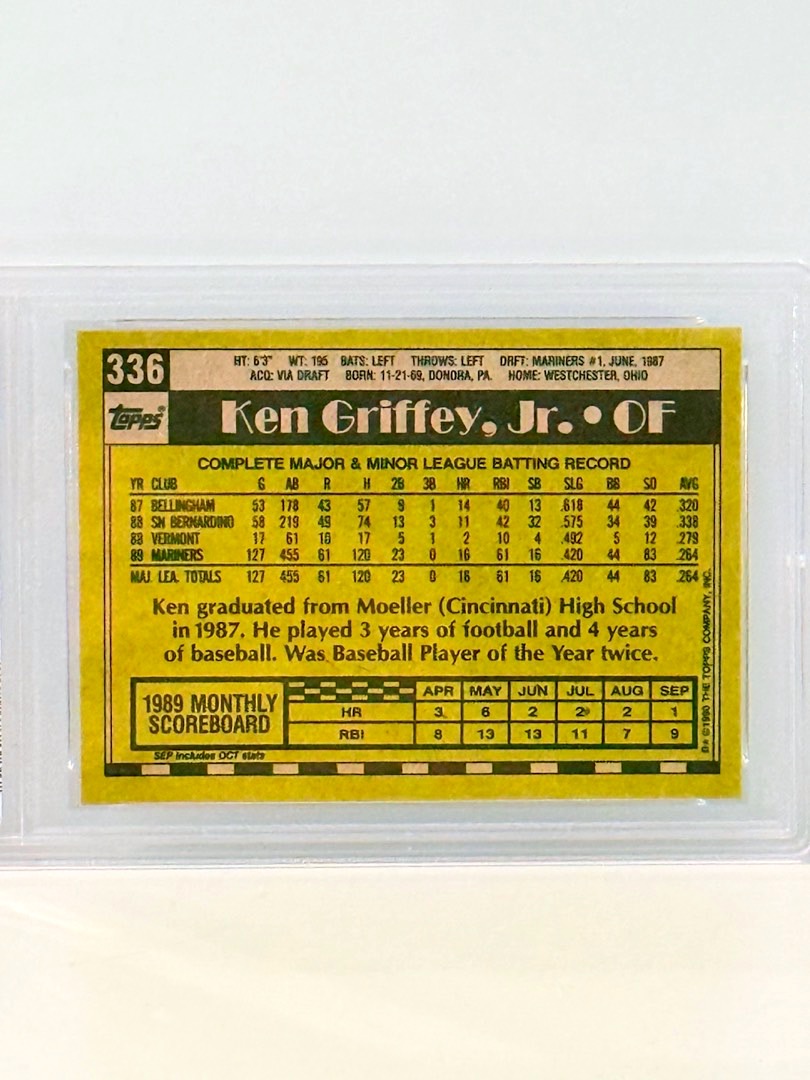 336
HT: 6'3" WT: 195 BATS: LEFT THROWS: LEFT DRFT: MARINERS #1, JUNE, 1987
ACQ: VIA DRAFT BORN: 11-21-69, DONORA, PA. HOME: WESTCHESTER, OHIO
Topps®
Ken Griffey, Jr. • OF
COMPLETE MAJOR & MINOR LEAGUE BATTING RECORD
YR CLUB G AB R H 2B 3B HR RBI SB SLG BB SO AVG
87 BELLINGHAM 53 178 43 57 9 1 14 40 13 .618 44 42 .320
88 SN BERNARDINO 58 219 49 74 13 3 11 42 32 .575 34 39 .338
88 VERMONT 17 61 10 17 5 1 2 10 4 .492 5 12 .279
89 MARINERS 127 455 61 120 23 0 16 61 16 .420 44 83 .264
MAJ. LEA. TOTALS 127 455 61 120 23 0 16 61 16 .420 44 83 .264
Ken graduated from Moeller (Cincinnati) High School
in 1987. He played 3 years of football and 4 years
of baseball. Was Baseball Player of the Year twice.
1989 MONTHLY
SCOREBOARD
APR MAY JUN JUL AUG SEP
HR 3 6 2 2 2 1
RBI 8 13 13 11 7 9
SEP includes OCT stats
©1990 THE TOPPS COMPANY, INC.